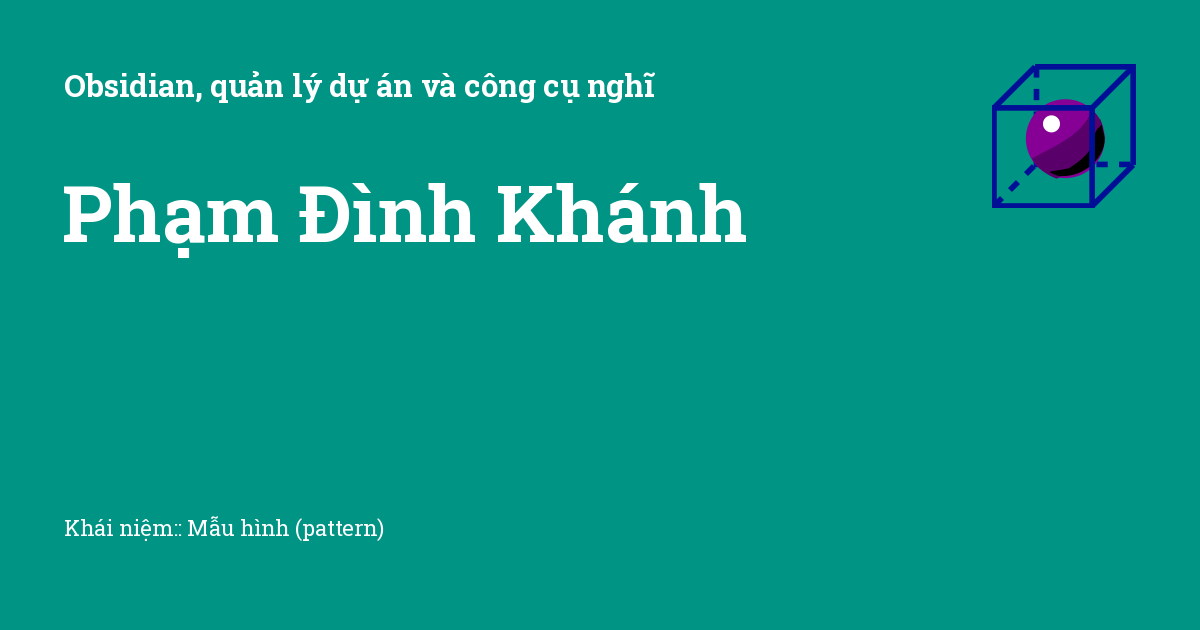 Obsidian, quản lý dự án và công cụ nghĩ
Phạm Đình Khánh
Khái niệm:: Mẫu hình (pattern)